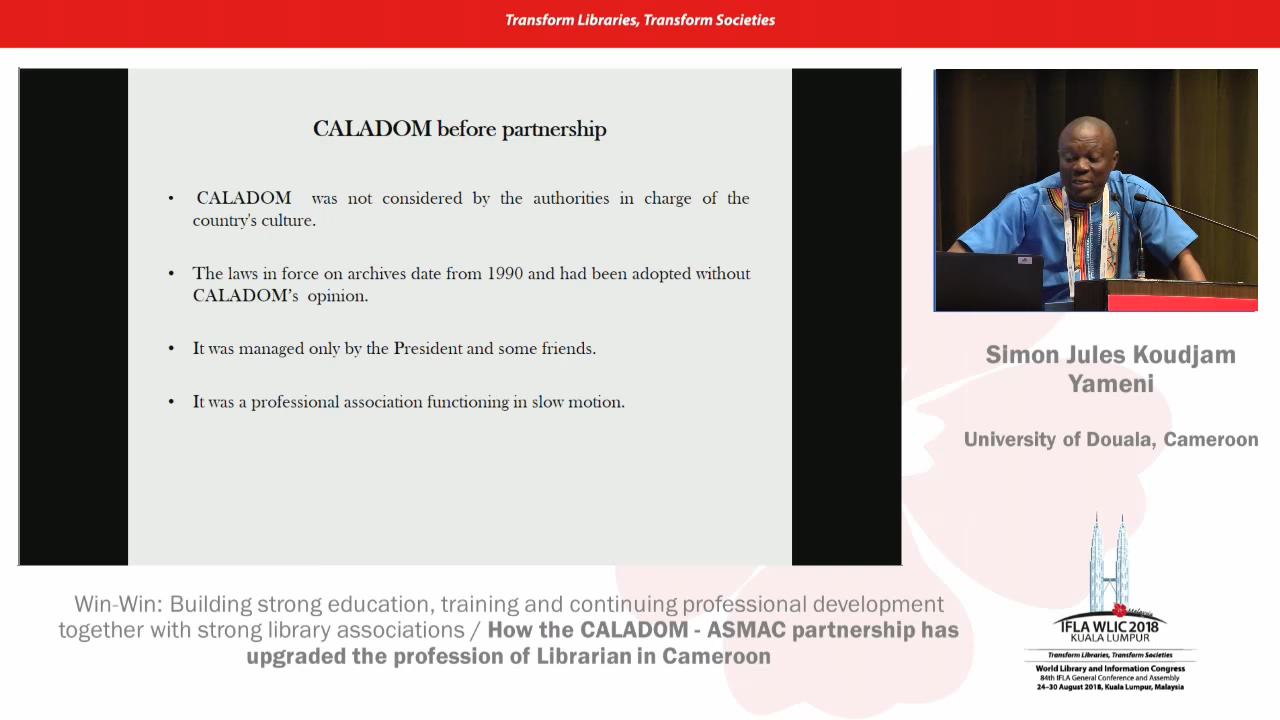 Transform Libraries, Transform Societies
CALADOM before partnership
• CALADOM was not considered by the authorities in charge of the
country's culture.
• The laws in force on archives date from 1990 and had been adopted without
CALADOM's opinion.
• It was managed only by the President and some friends.
• It was a professional association functioning in slow motion.
Simon Jules Koudjam
Yameni
University of Douala, Cameroon
Win-Win: Building strong education, training and continuing professional development
together with strong library associations / How the CALADOM - ASMAC partnership has
upgraded the profession of Librarian in Cameroon
malaysia
IFLA WLIC 2018
KUALA LUMPUR
Transform Libraries, Transform Societies
World Library and Information Congress
84th IFLA General Conference and Assembly
24–30 August 2018, Kuala Lumpur, Malaysia